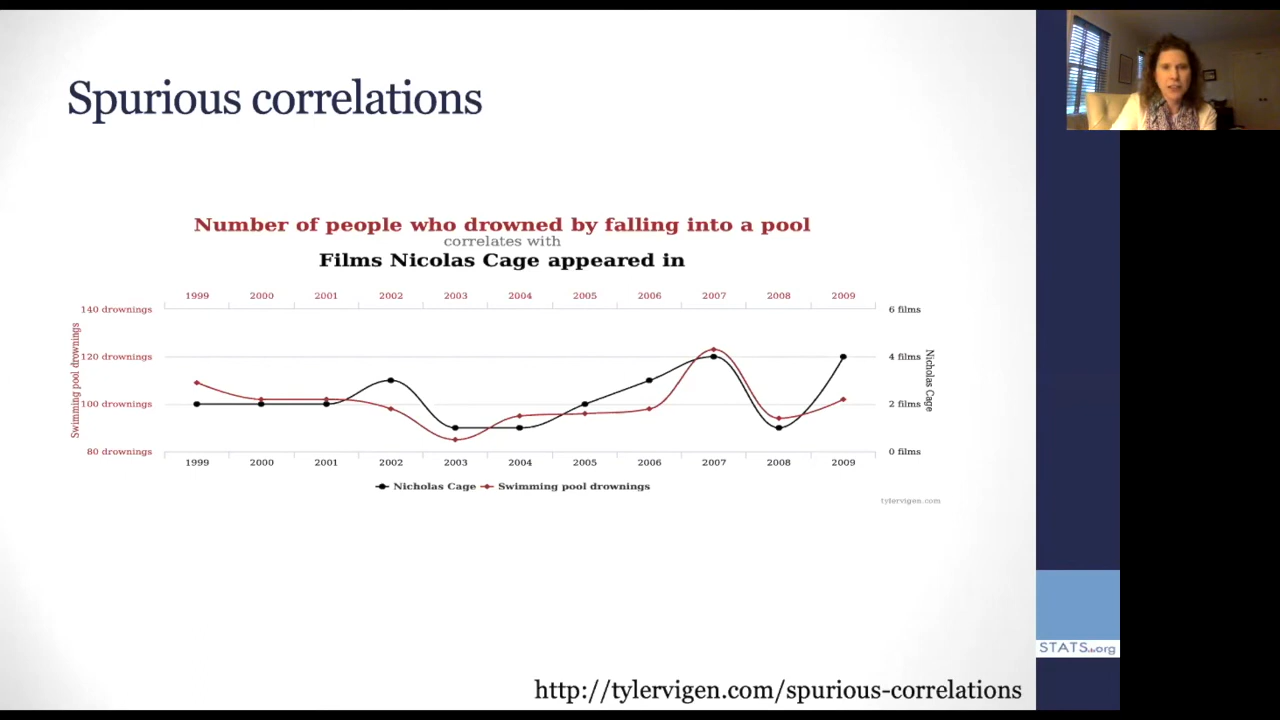 Spurious correlations
Number of people who drowned by falling into a pool
correlates with
Films Nicolas Cage appeared in
1999 2000 2001 2002 2003 2004 2005 2006 2007 2008 2009
140 drownings 6 films
120 drownings 4 films
100 drownings 2 films
80 drownings 0 films
Swimming pool drownings
Nicholas Cage
1999 2000 2001 2002 2003 2004 2005 2006 2007 2008 2009
Nicholas Cage Swimming pool drownings
tylervigen.com
STATS.org
http://tylervigen.com/spurious-correlations